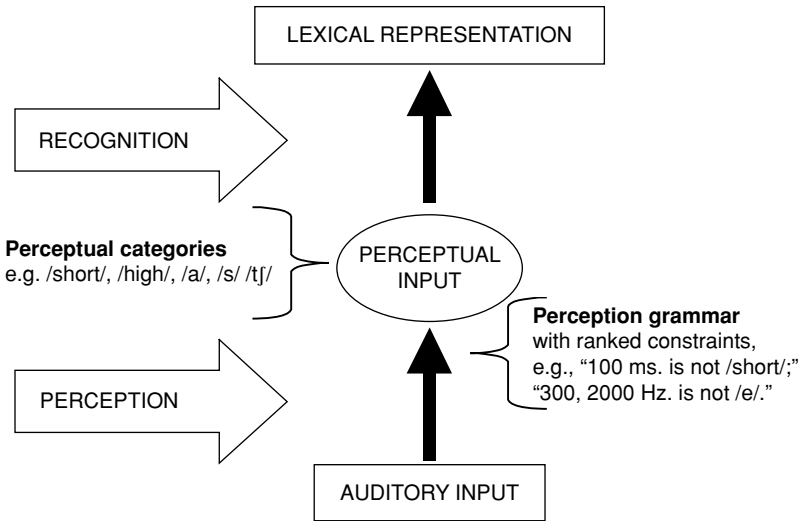 LEXICAL REPRESENTATION
RECOGNITION
Perceptual categories
e.g. /short/, /high/, /a/, /s/ /tʃ/
PERCEPTUAL
INPUT
Perception grammar
with ranked constraints,
e.g., “100 ms. is not /short/;”
“300, 2000 Hz. is not /e/.”
PERCEPTION
AUDITORY INPUT